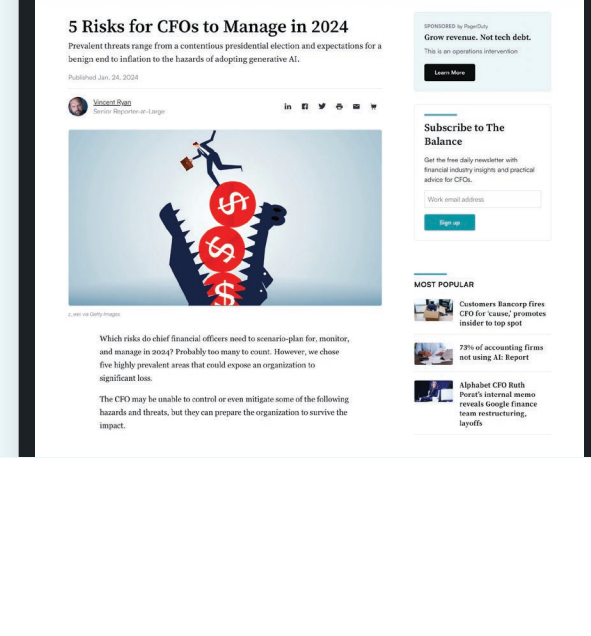 5 Risks for CFOs to Manage in 2024
Prevalent threats range from a contentious presidential election and expectations for a
benign end to inflation to the hazards of adopting generative AI.
Published Jan. 24, 2024
Vincent Ryan
Senior Reporter-at-Large
$
$
$
via Getty Images
Which risks do chief financial officers need to scenario-plan for, monitor,
and manage in 2024? Probably too many to count. However, we chose
five highly prevalent areas that could expose an organization to
significant loss.
The CFO may be unable to control or even mitigate some of the following
hazards and threats, but they can prepare the organization to survive the
impact.
SPONSORED by PagerDuty
Grow revenue. Not tech debt.
This is an operations intervention
Learn More
Subscribe to The
Balance
Get the free daily newsletter with
financial industry insights and practical
advice for CFOs.
Work email address
Sign up
MOST POPULAR
Customers Bancorp fires
CFO for ‘cause,’ promotes
insider to top spot
73% of accounting firms
not using AI: Report
Alphabet CFO Ruth
Porat’s internal memo
reveals Google finance
team restructuring,
layoffs